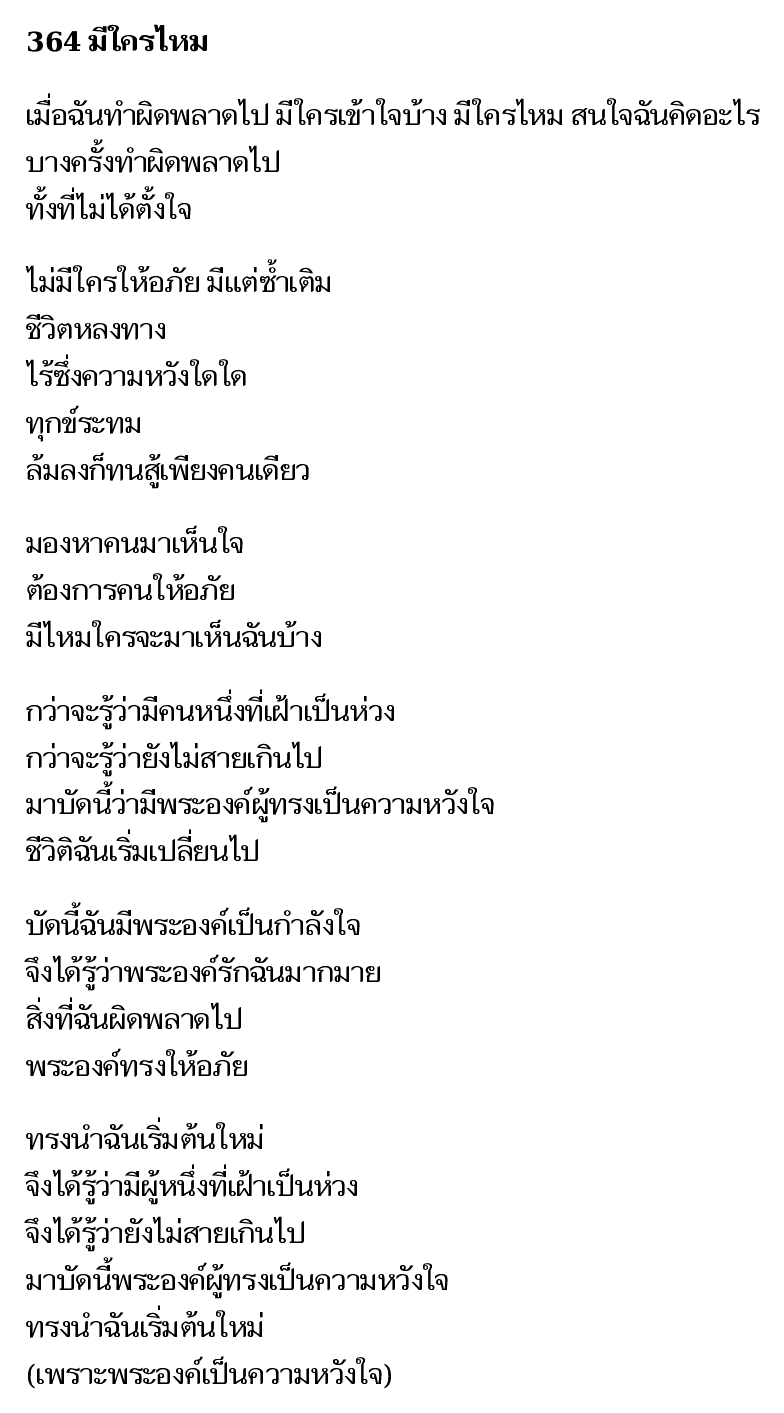 364 มีใครไหม
เมื่อฉันทำผิดพลาดไป มีใครเข้าใจบ้าง มีใครไหม สนใจฉันคิดอะไร
บางครั้งทำผิดพลาดไป
ทั้งที่ไม่ได้ตั้งใจ
ไม่มีใครให้อภัย มีแต่ซ้ำเติม
ชีวิตหลงทาง
ไร้ซึ่งความหวังใดใด
ทุกข์ระทม
ล้มลงก็ทนสู้เพียงคนเดียว
มองหาคนมาเห็นใจ
ต้องการคนให้อภัย
มีไหมใครจะมาเห็นฉันบ้าง
กว่าจะรู้ว่ามีคนหนึ่งที่เฝ้าเป็นห่วง
กว่าจะรู้ว่ายังไม่สายเกินไป
มาบัดนี้ว่ามีพระองค์ผู้ทรงเป็นความหวังใจ
ชีวิติฉันเริ่มเปลี่ยนไป
บัดนี้ฉันมีพระองค์เป็นกำลังใจ
จึงได้รู้ว่าพระองค์รักฉันมากมาย
สิ่งที่ฉันผิดพลาดไป
พระองค์ทรงให้อภัย
ทรงนำฉันเริ่มต้นใหม่
จึงได้รู้ว่ามีผู้หนึ่งที่เฝ้าเป็นห่วง
จึงได้รู้ว่ายังไม่สายเกินไป
มาบัดนี้พระองค์ผู้ทรงเป็นความหวังใจ
ทรงนำฉันเริ่มต้นใหม่
(เพราะพระองค์เป็นความหวังใจ)